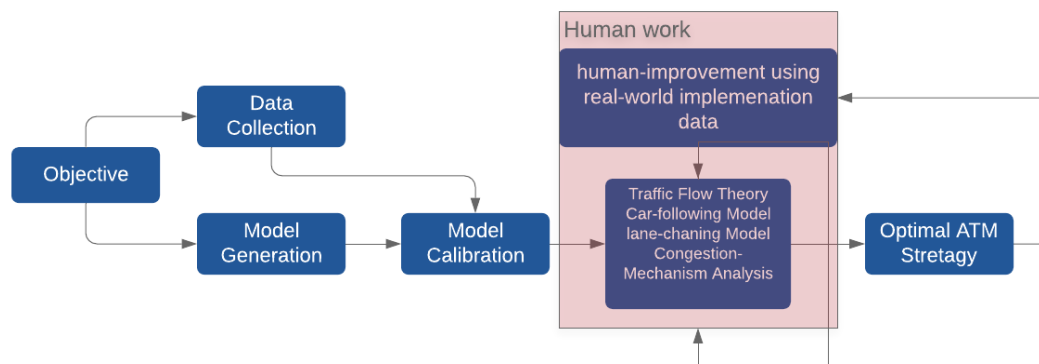 Human work
human-improvement using
real-world implemenation
data
Data
Collection
Objective
Model
Generation
Model
Calibration
Traffic Flow Theory
Car-following Model
lane-chaning Model
Congestion-
Mechanism Analysis
Optimal ATM
Stretagy